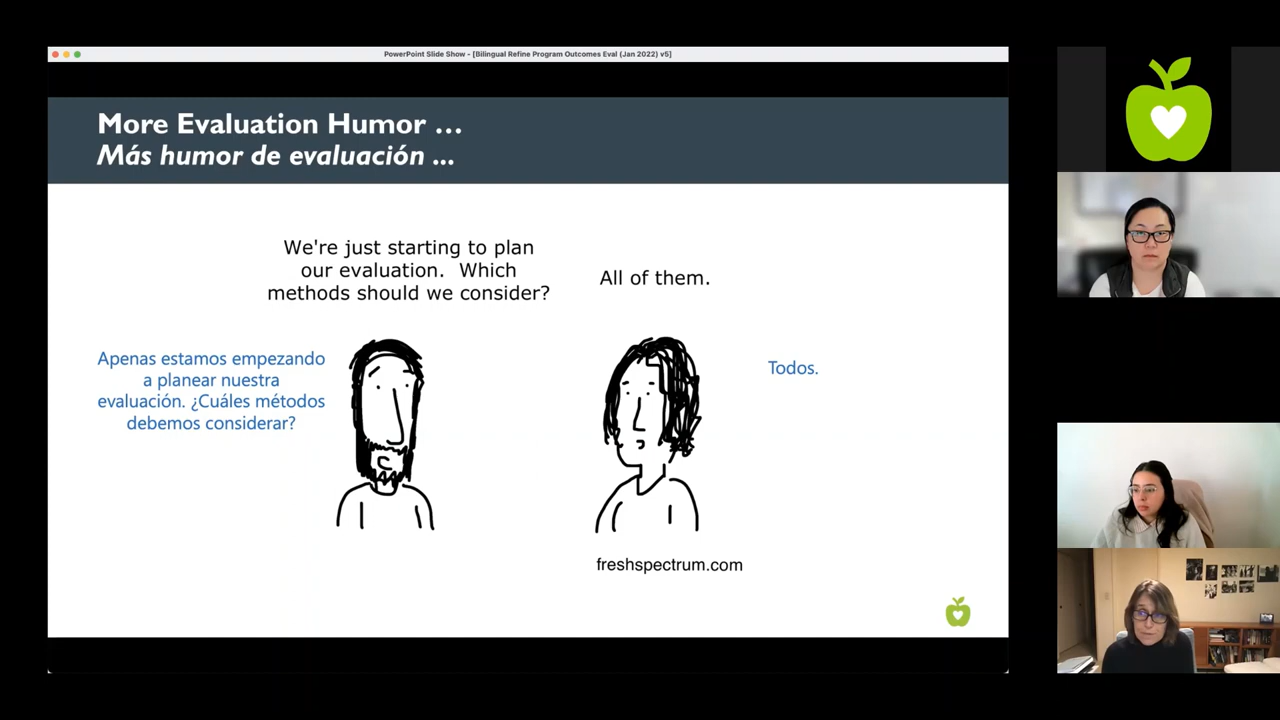 PowerPoint Slide Show - [Bilingual Refine Program Outcomes Eval (Jan 2022) v5]
More Evaluation Humor ...
Más humor de evaluación ...
We're just starting to plan
our evaluation. Which
methods should we consider?
All of them.
Apenas estamos empezando
a planear nuestra
evaluación. ¿Cuáles métodos
debemos considerar?
Todos.
freshspectrum.com